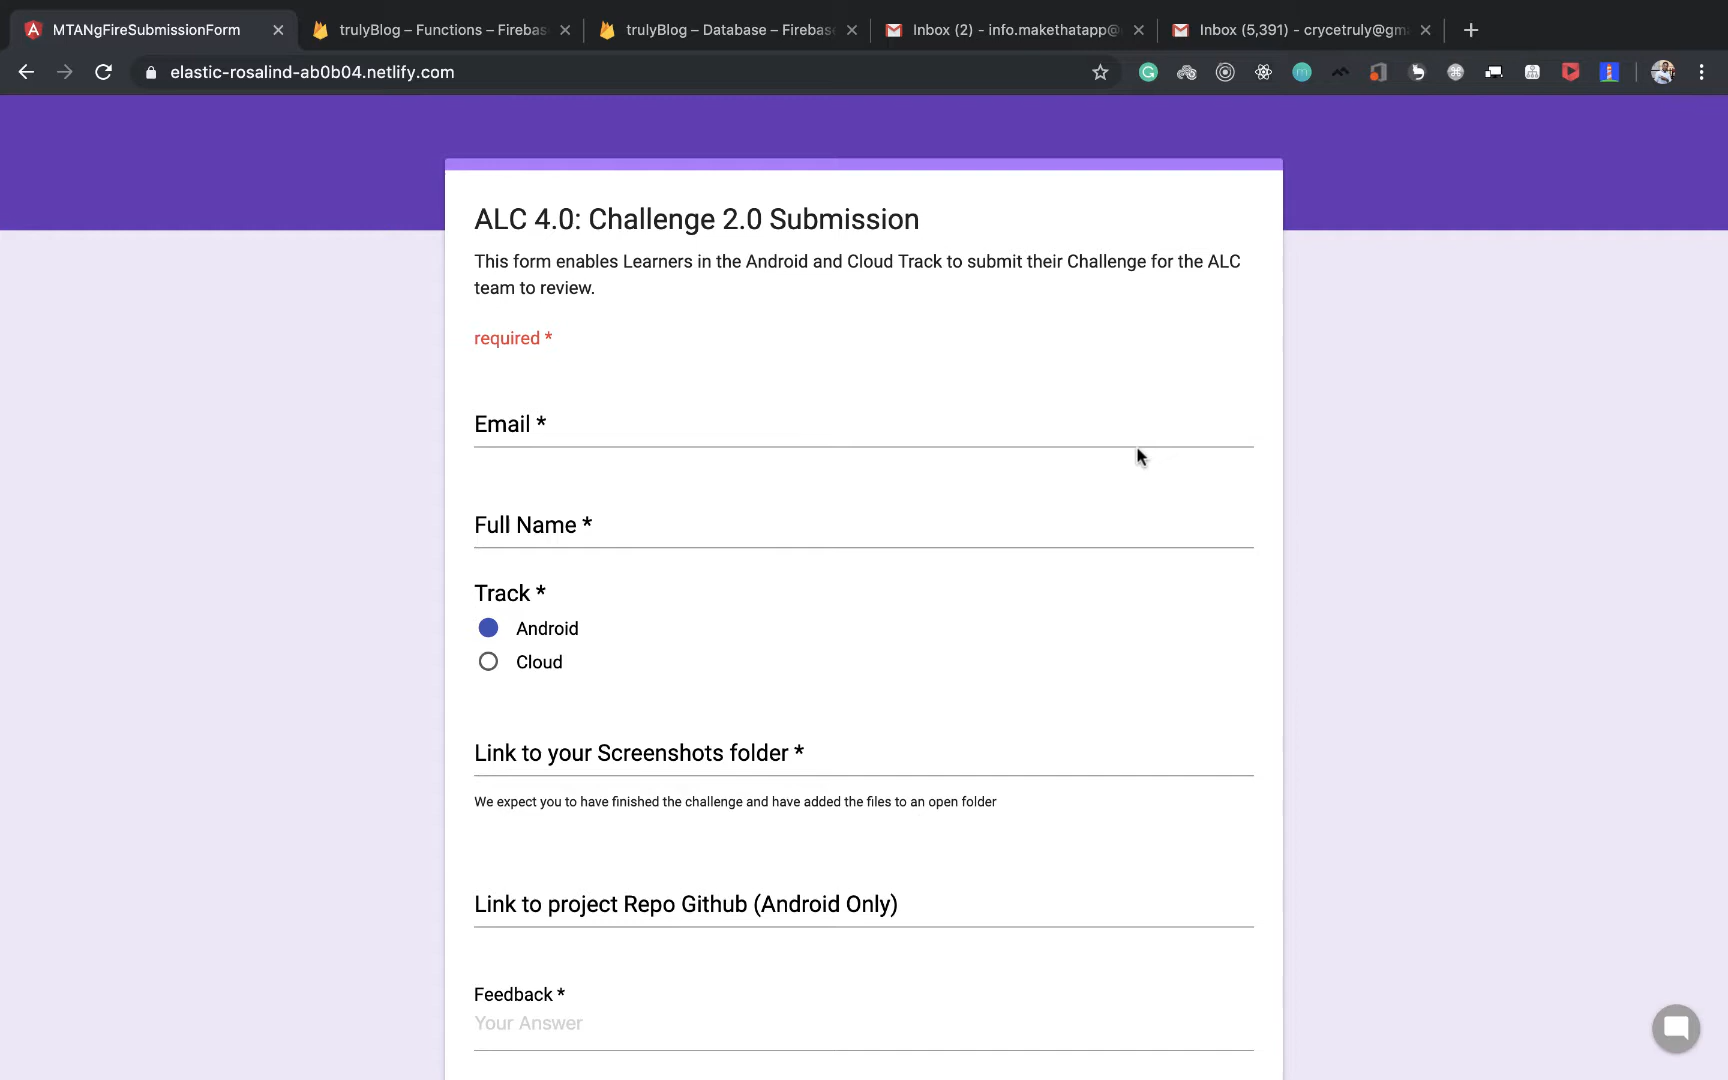 MTANgFireSubmissionForm
trulyBlog – Functions – Firebas
trulyBlog – Database – Firebase
Inbox (2) - info.makethatapp@
Inbox (5,391) - crycetruly@gm
elastic-rosalind-ab0b04.netlify.com
ALC 4.0: Challenge 2.0 Submission
This form enables Learners in the Android and Cloud Track to submit their Challenge for the ALC
team to review.
required *
Email *
Full Name *
Track *
Android
Cloud
Link to your Screenshots folder *
We expect you to have finished the challenge and have added the files to an open folder
Link to project Repo Github (Android Only)
Feedback *
Your Answer